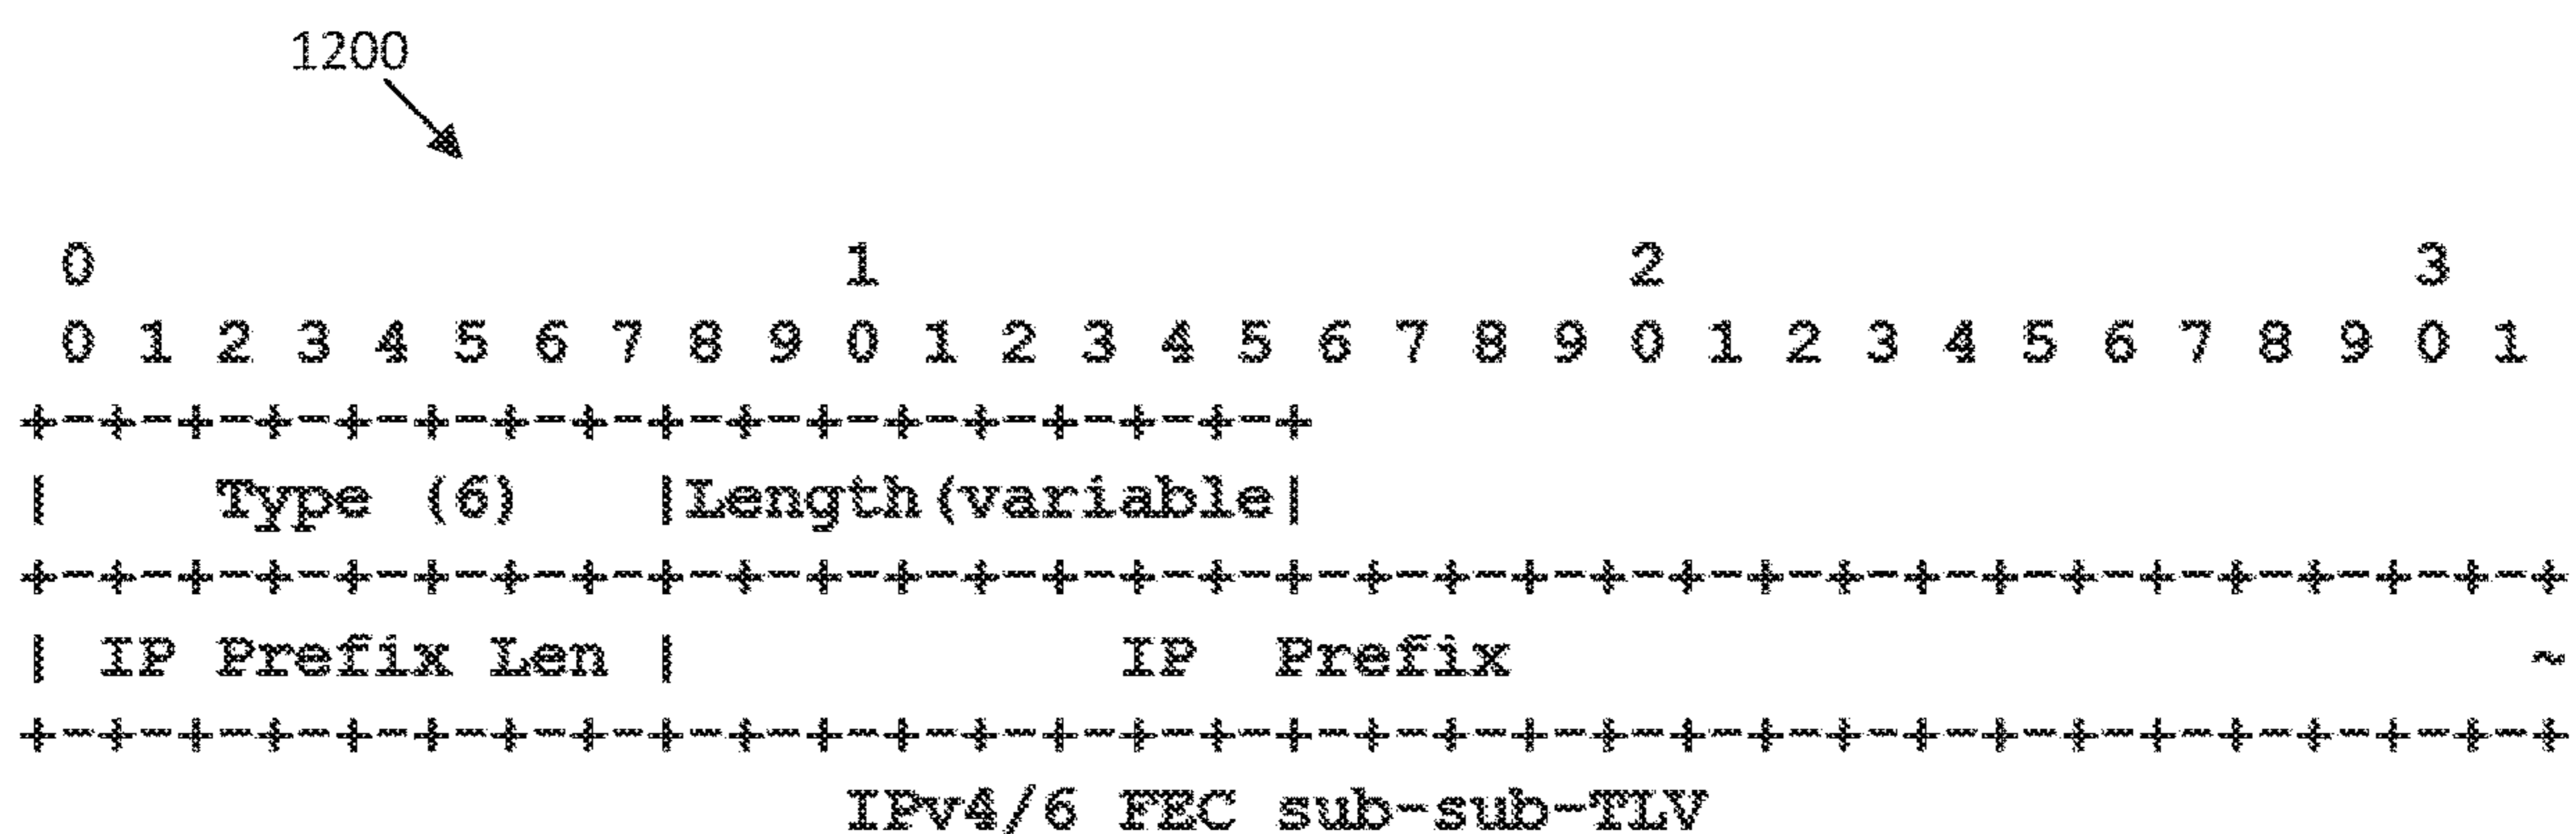 1200
0                   1                   2                   3
0 1 2 3 4 5 6 7 8 9 0 1 2 3 4 5 6 7 8 9 0 1 2 3 4 5 6 7 8 9 0 1
+-+-+-+-+-+-+-+-+-+-+-+-+-+-+-+-+
|    Type (6)   |Length(variable|
+-+-+-+-+-+-+-+-+-+-+-+-+-+-+-+-+-+-+-+-+-+-+-+-+-+-+-+-+-+-+-+-+
| IP Prefix Len |           IP  Prefix                          ~
+-+-+-+-+-+-+-+-+-+-+-+-+-+-+-+-+-+-+-+-+-+-+-+-+-+-+-+-+-+-+-+-+
IPv4/6 FEC sub-sub-TLV